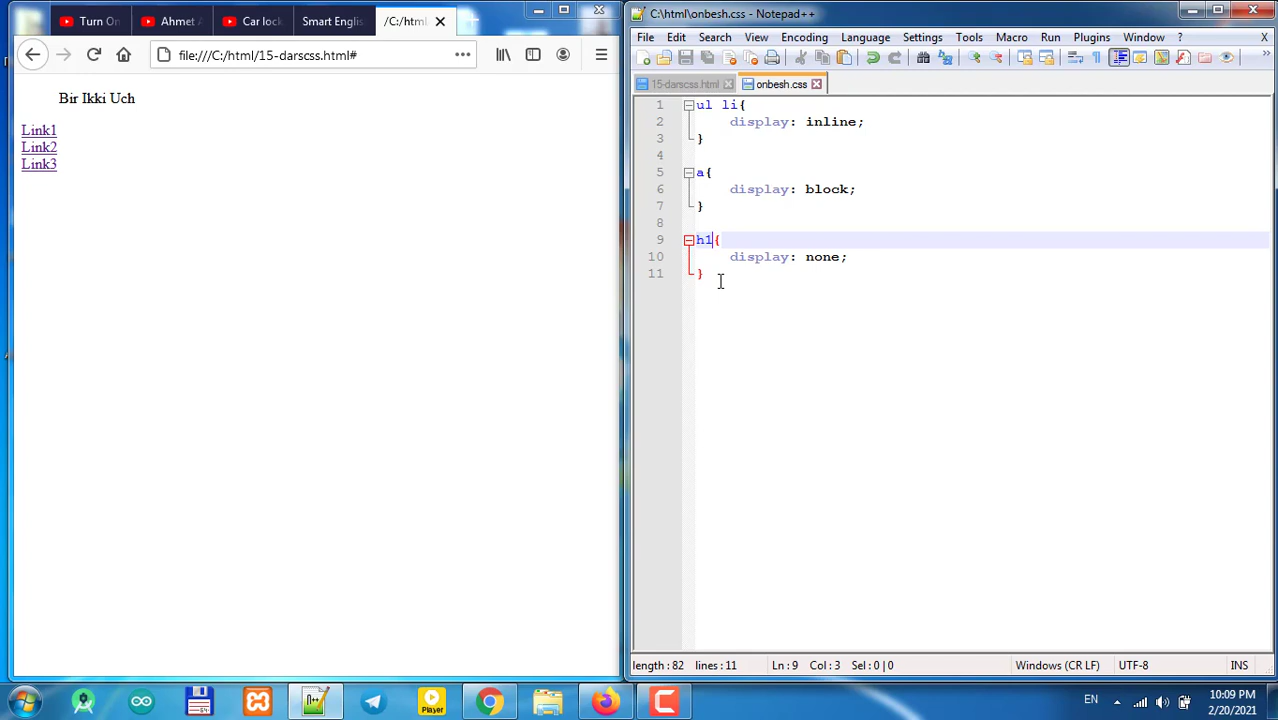 Turn On
Ahmet
Car lock
Smart Englis
/C:/html
file:///C:/html/15-darscss.html#
Bir Ikki Uch
Link1
Link2
Link3
C:\html\onbesh.css - Notepad++
File Edit Search View Encoding Language Settings Tools Macro Run Plugins Window ? X
15-darscss.html
onbesh.css
1 ul li{
2 display: inline;
3 }
4
5 a{
6 display: block;
7 }
8
9 h1{
10 display: none;
11 }
length : 82 lines : 11 Ln : 9 Col : 3 Sel : 0 | 0 Windows (CR LF) UTF-8 INS
Player
EN
10:09 PM
2/20/2021